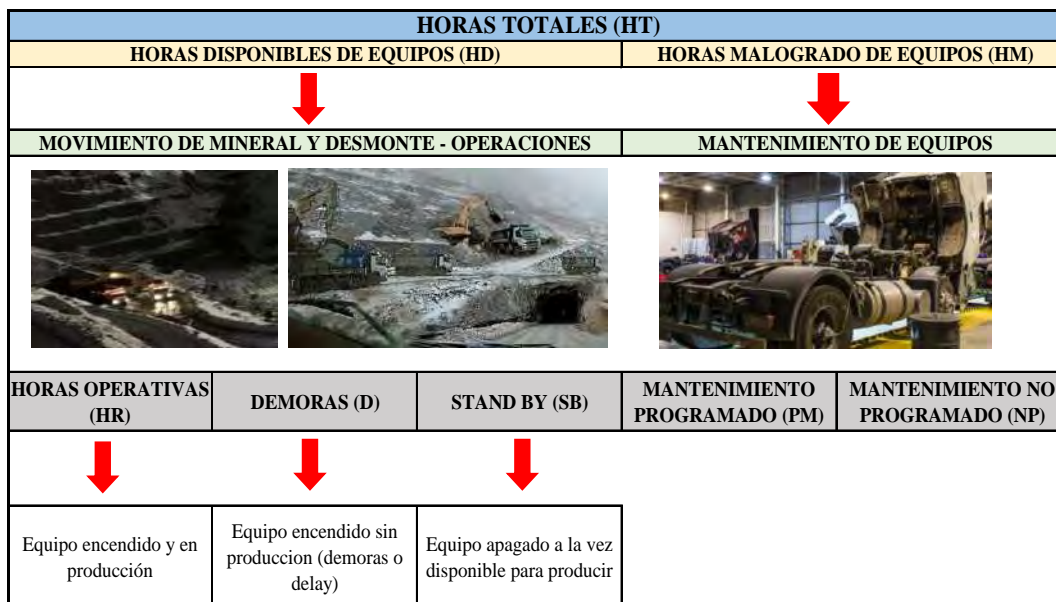 HORAS TOTALES (HT)
HORAS DISPONIBLES DE EQUIPOS (HD)
HORAS MALOGRADO DE EQUIPOS (HM)
MOVIMIENTO DE MINERAL Y DESMONTE - OPERACIONES
MANTENIMIENTO DE EQUIPOS
HORAS OPERATIVAS
(HR)
DEMORAS (D)
STAND BY (SB)
MANTENIMIENTO
PROGRAMADO (PM)
MANTENIMIENTO NO
PROGRAMADO (NP)
Equipo encendido y en
producción
Equipo encendido sin
produccion (demoras o
delay)
Equipo apagado a la vez
disponible para producir